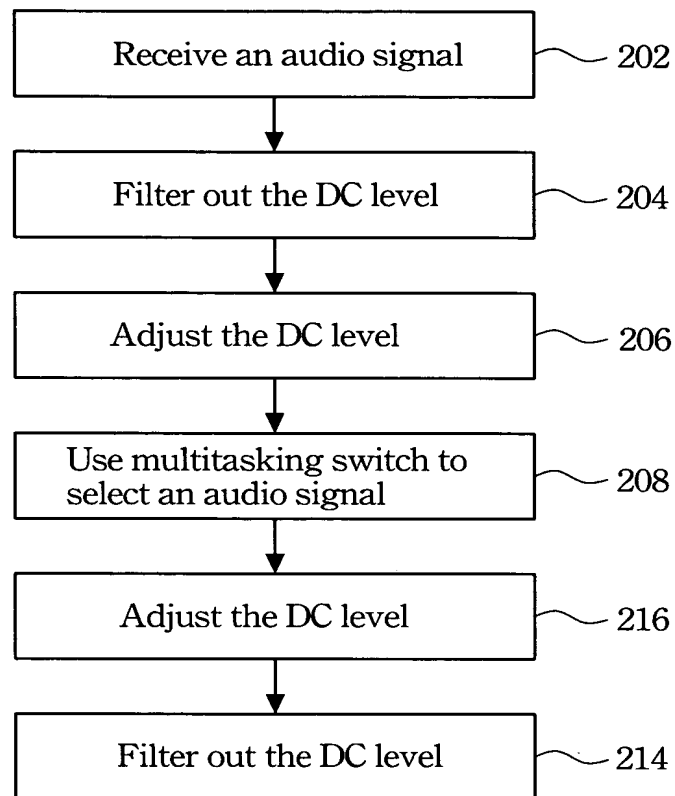 Receive an audio signal 202
Filter out the DC level 204
Adjust the DC level 206
Use multitasking switch to
select an audio signal 208
Adjust the DC level 216
Filter out the DC level 214